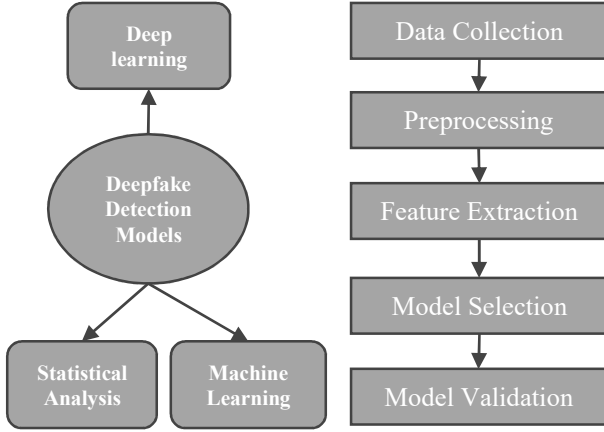 Deep
learning
Deepfake
Detection
Models
Statistical
Analysis
Machine
Learning
Data Collection
Preprocessing
Feature Extraction
Model Selection
Model Validation